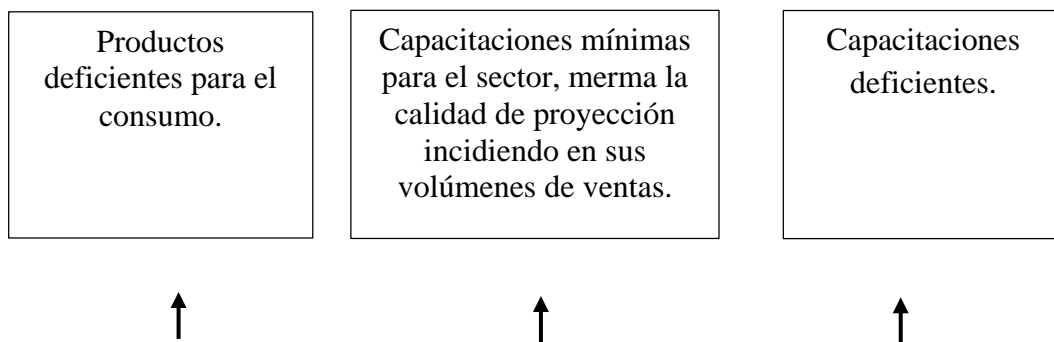 Productos
deficientes para el
consumo.
Capacitaciones mínimas
para el sector, merma la
calidad de proyección
incidiendo en sus
volúmenes de ventas.
Capacitaciones
deficientes.